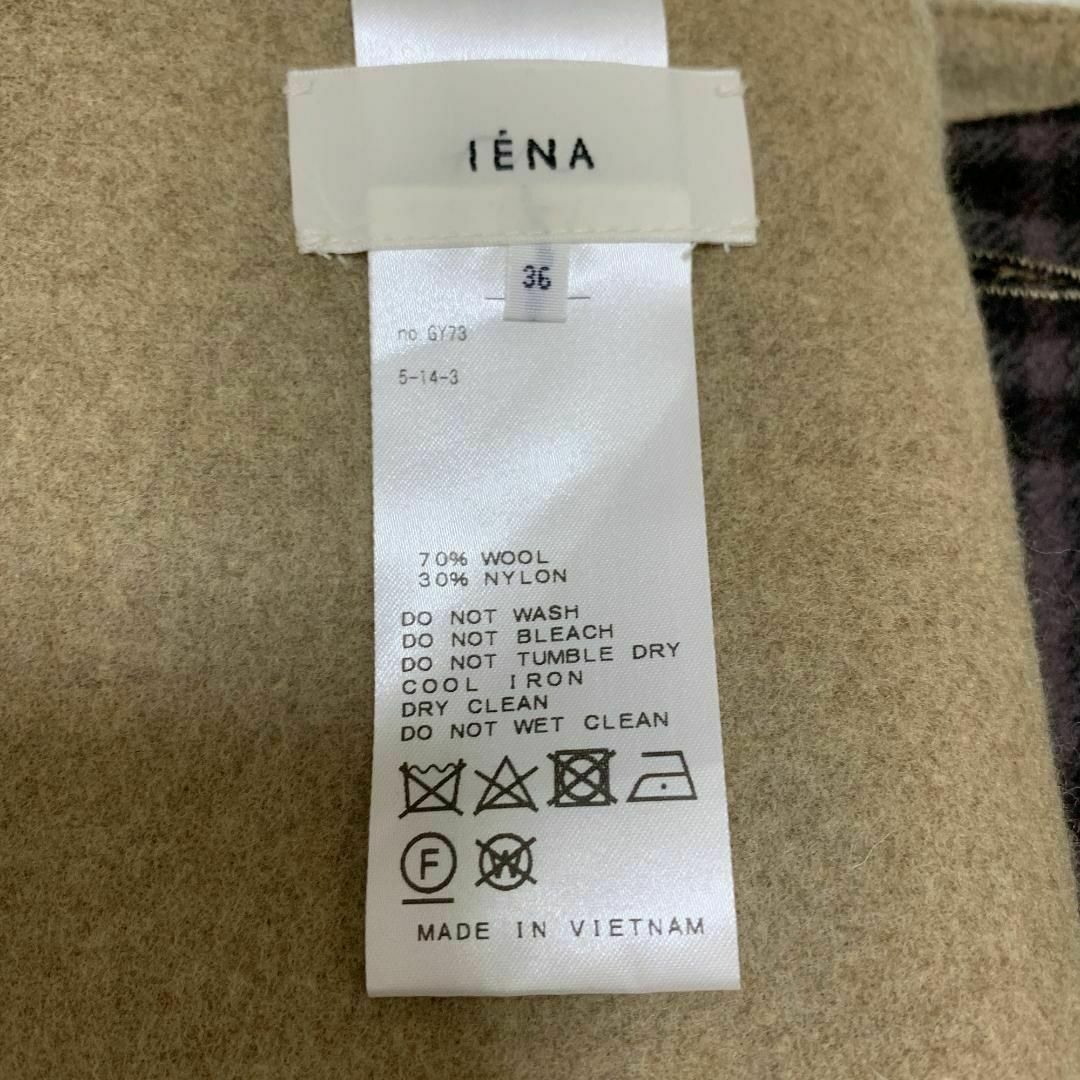 IÉNA
36
no GY73
5-14-3
70% WOOL
30% NYLON
DO NOT WASH
DO NOT BLEACH
DO NOT TUMBLE DRY
COOL IRON
DRY CLEAN
DO NOT WET CLEAN
F W
MADE IN VIETNAM